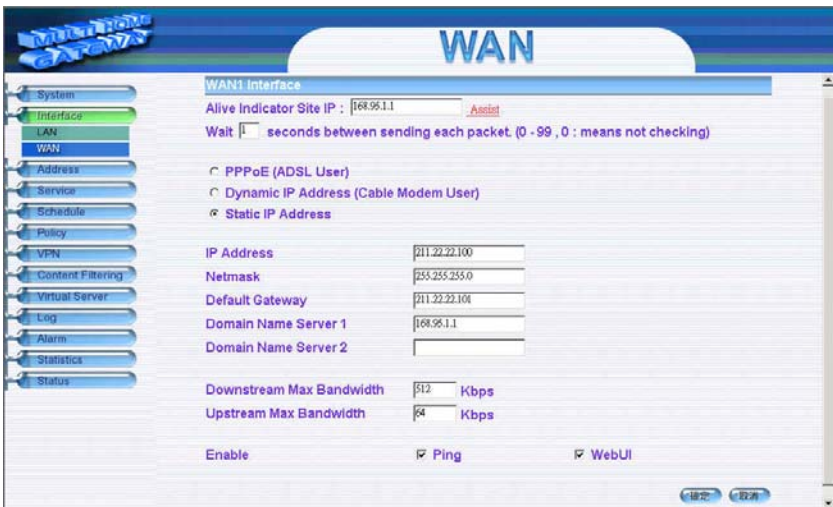 MULTI HOME
GATEWAY
WAN
System
Interface
LAN
WAN
Address
Service
Schedule
Policy
VPN
Content Filtering
Virtual Server
Log
Alarm
Statistics
Status
WAN1 Interface
Alive Indicator Site IP : 168.95.1.1 Assist
Wait 1 seconds between sending each packet. (0 - 99 , 0 : means not checking)
PPPoE (ADSL User)
Dynamic IP Address (Cable Modem User)
Static IP Address
IP Address 211.22.22.100
Netmask 255.255.255.0
Default Gateway 211.22.22.101
Domain Name Server 1 168.95.1.1
Domain Name Server 2
Downstream Max Bandwidth 512 Kbps
Upstream Max Bandwidth 64 Kbps
Enable Ping WebUI
確定 取消